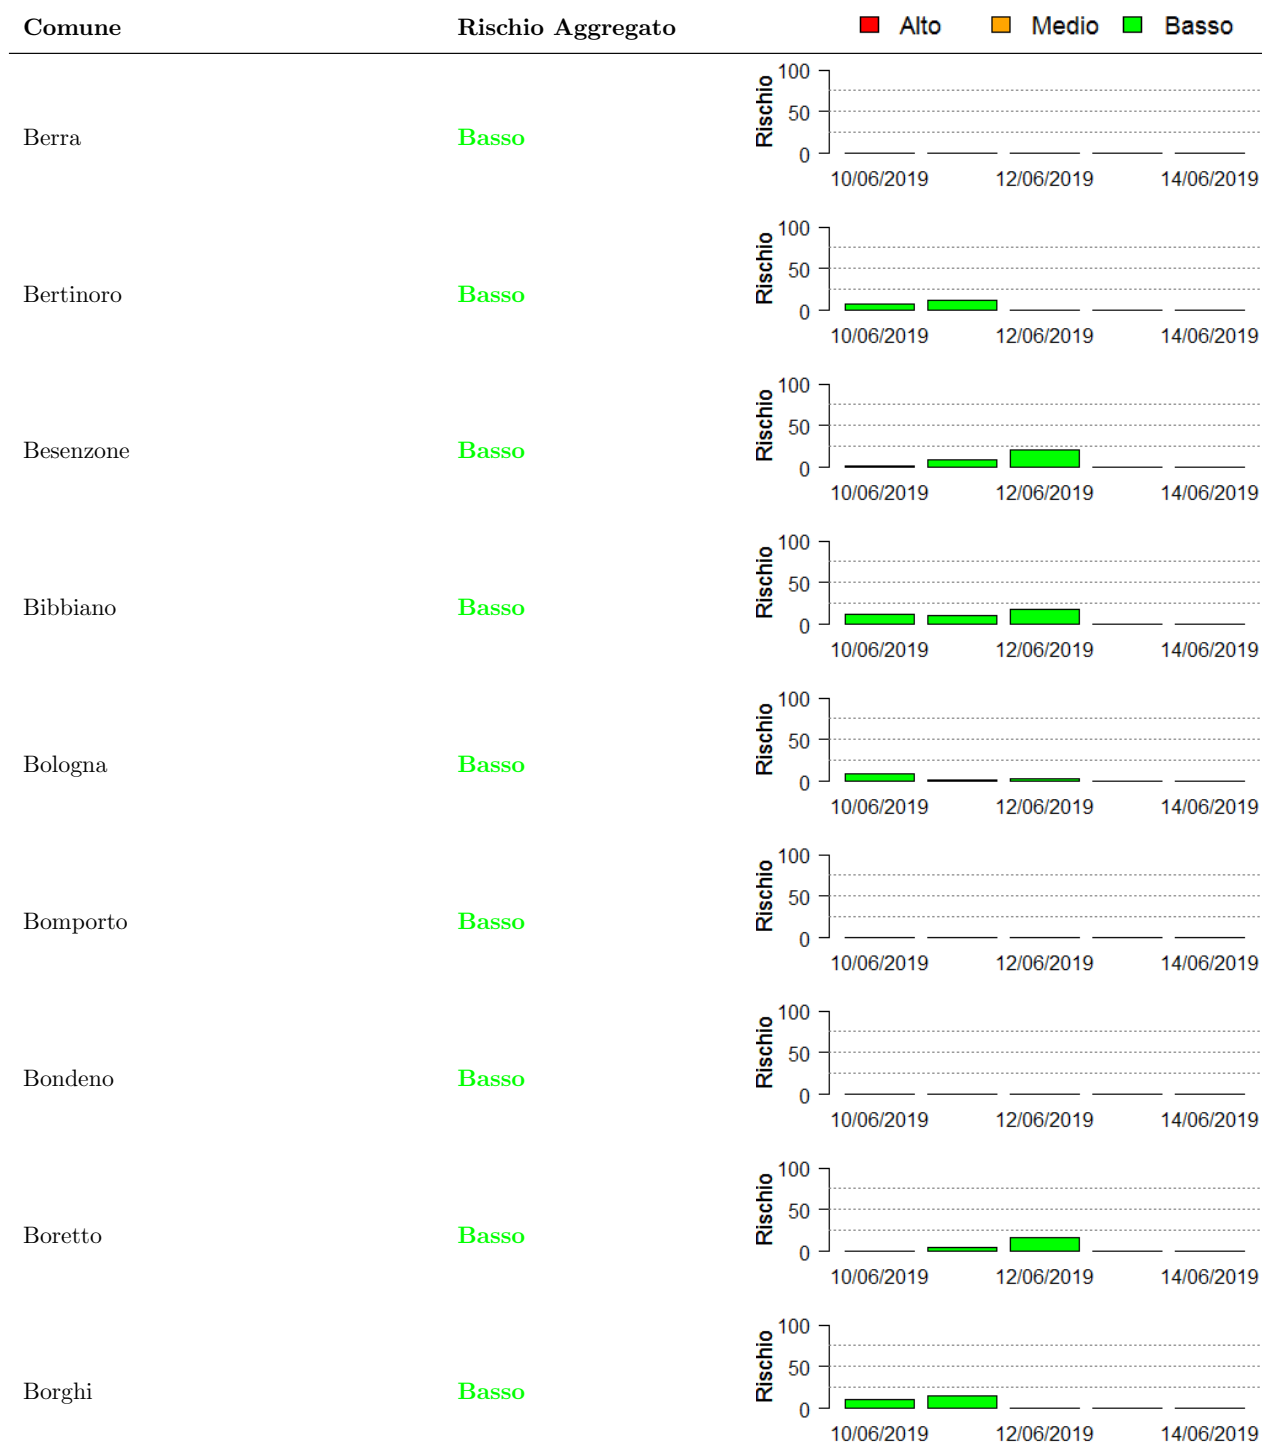 Comune Rischio Aggregato Alto Medio Basso
Berra Basso Rischio 100 50 0
10/06/2019 12/06/2019 14/06/2019
Bertinoro Basso Rischio 100 50 0
10/06/2019 12/06/2019 14/06/2019
Besenzone Basso Rischio 100 50 0
10/06/2019 12/06/2019 14/06/2019
Bibbiano Basso Rischio 100 50 0
10/06/2019 12/06/2019 14/06/2019
Bologna Basso Rischio 100 50 0
10/06/2019 12/06/2019 14/06/2019
Bomporto Basso Rischio 100 50 0
10/06/2019 12/06/2019 14/06/2019
Bondeno Basso Rischio 100 50 0
10/06/2019 12/06/2019 14/06/2019
Boretto Basso Rischio 100 50 0
10/06/2019 12/06/2019 14/06/2019
Borghi Basso Rischio 100 50 0
10/06/2019 12/06/2019 14/06/2019